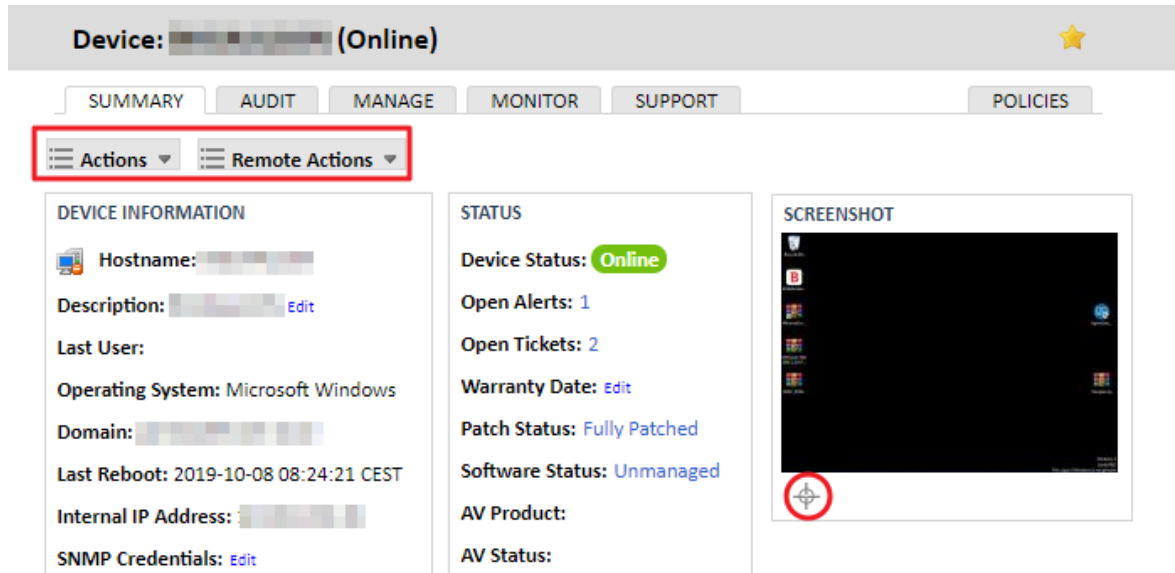 Device: (Online)
SUMMARY AUDIT MANAGE MONITOR SUPPORT POLICIES
Actions Remote Actions
DEVICE INFORMATION
Hostname:
Description: Edit
Last User:
Operating System: Microsoft Windows
Domain:
Last Reboot: 2019-10-08 08:24:21 CEST
Internal IP Address:
SNMP Credentials: Edit
STATUS
Device Status: Online
Open Alerts: 1
Open Tickets: 2
Warranty Date: Edit
Patch Status: Fully Patched
Software Status: Unmanaged
AV Product:
AV Status:
SCREENSHOT
B